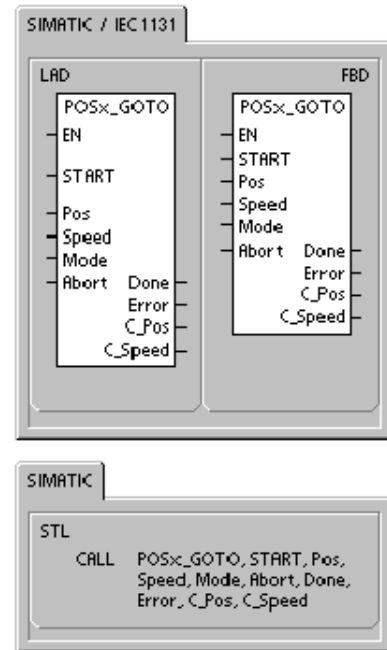 SIMATIC / IEC1131
LAD
POSx_GOTO
EN
START
Pos
Speed
Mode
Abort Done
Error
C_Pos
C_Speed
FBD
POSx_GOTO
EN
START
Pos
Speed
Mode
Abort Done
Error
C_Pos
C_Speed
SIMATIC
STL
CALL POSx_GOTO, START, Pos,
Speed, Mode, Abort, Done,
Error, C_Pos, C_Speed